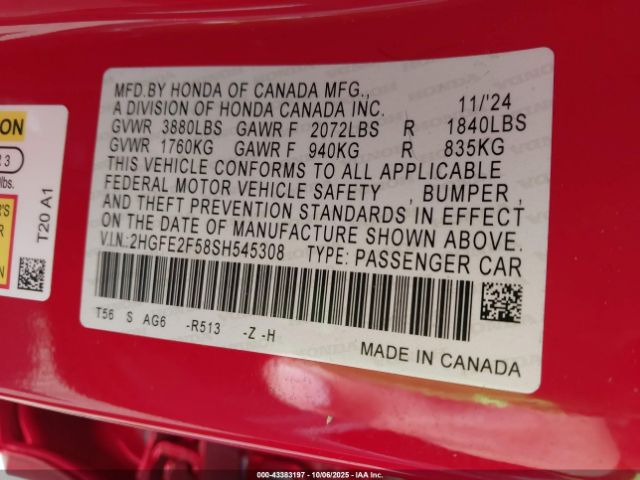 MFD.BY HONDA OF CANADA MFG.,
A DIVISION OF HONDA CANADA INC. 11/'24
GVWR 3880LBS GAWR F 2072LBS R 1840LBS
GVWR 1760KG GAWR F 940KG R 835KG
THIS VEHICLE CONFORMS TO ALL APPLICABLE
FEDERAL MOTOR VEHICLE SAFETY , BUMPER ,
AND THEFT PREVENTION STANDARDS IN EFFECT
ON THE DATE OF MANUFACTURE SHOWN ABOVE.
V.I.N.: 2HGFE2F58SH545308 TYPE: PASSENGER CAR
T56 S AG6 -R513 -Z -H
MADE IN CANADA
T20 A1
000-43383197 - 10/06/2025 - IAA Inc.